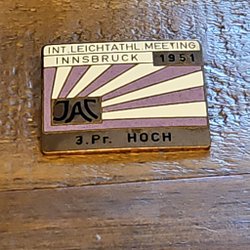 INT. LEICHTATHL. MEETING
INNSBRUCK 1951
JAC
3. Pr. HOCH